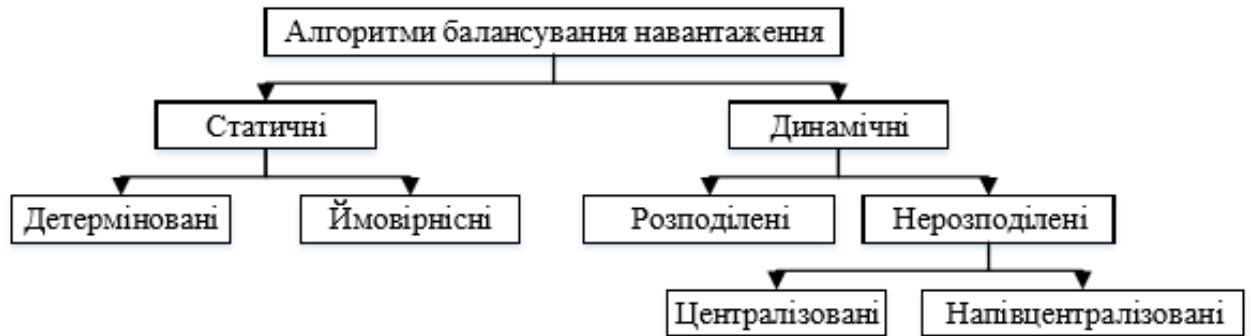 Алгоритми балансування навантаження
Статичні
Динамічні
Детерміновані
Ймовірнісні
Розподілені
Нерозподілені
Централізовані
Напівцентралізовані